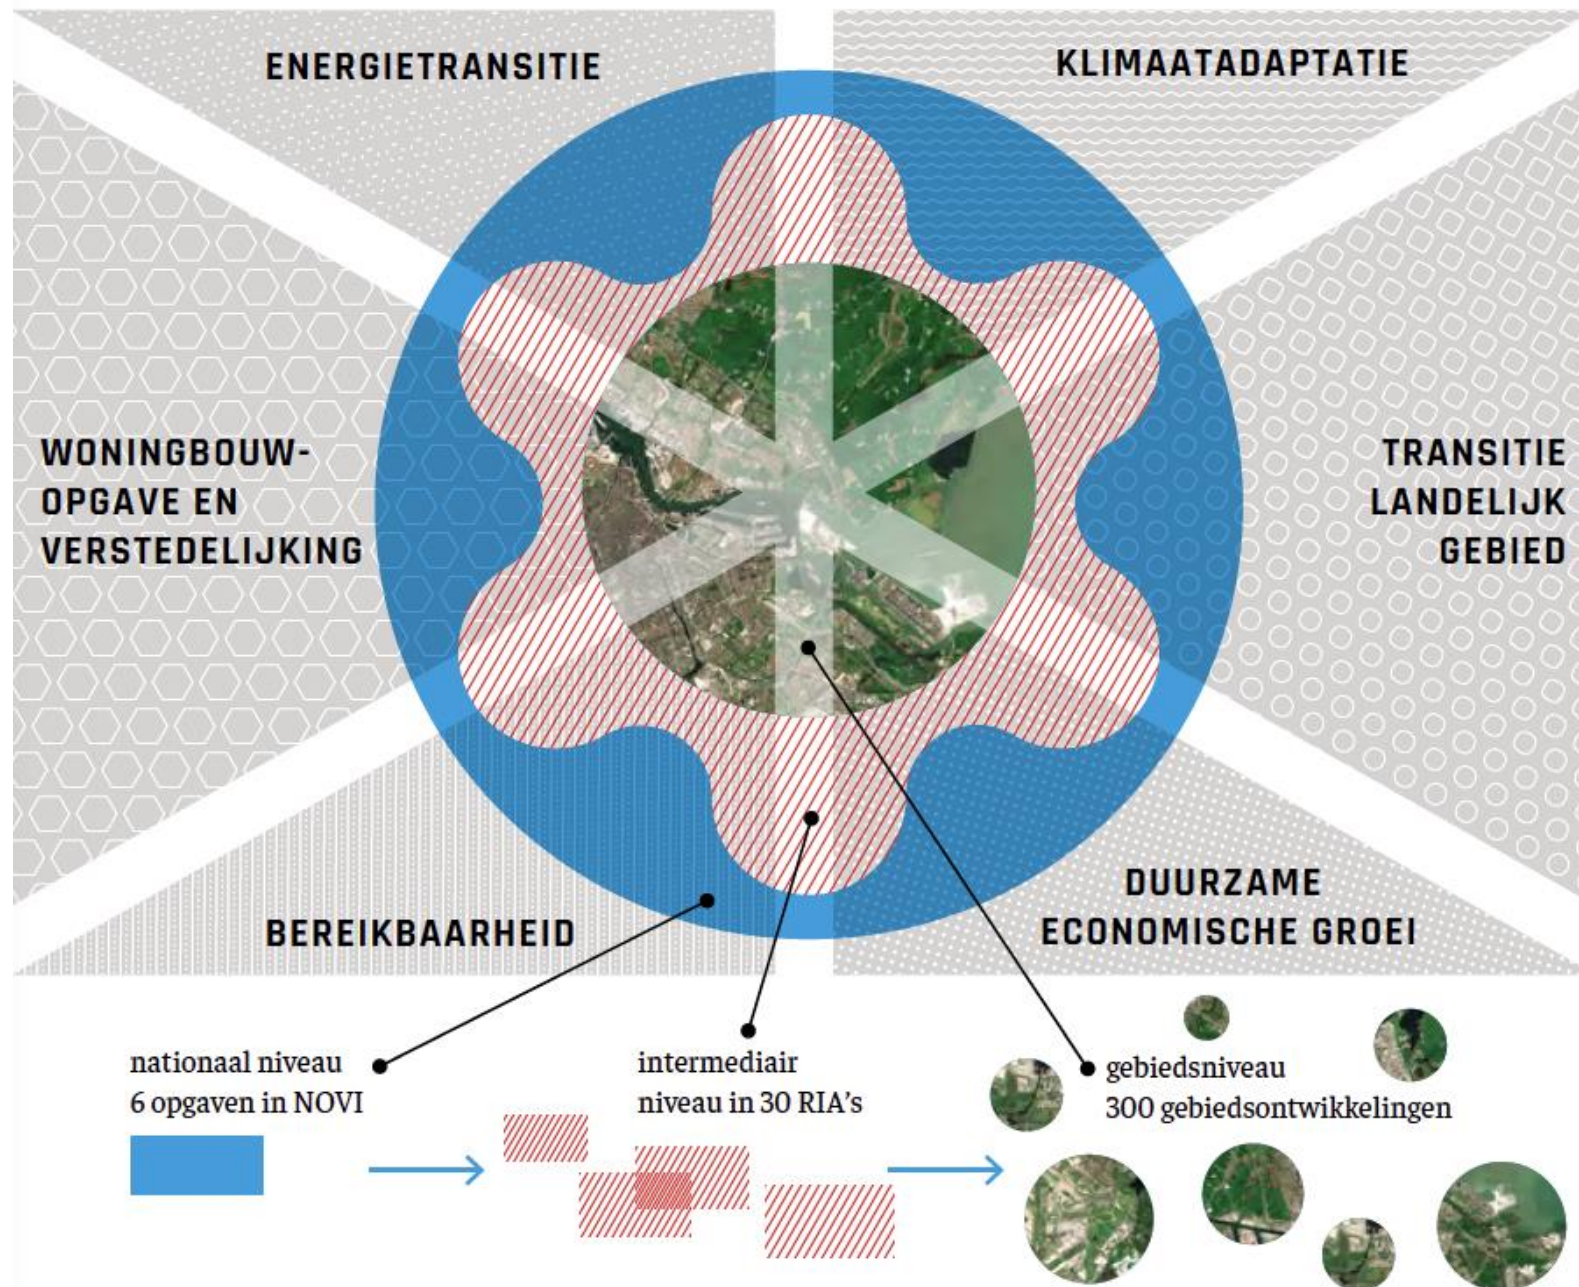 ENERGIETRANSITIE
KLIMAATADAPTATIE
WONINGBOUW-
OPGAVE EN
VERSTEDELIJKING
TRANSITIE
LANDELIJK
GEBIED
BEREIKBAARHEID
DUURZAME
ECONOMISCHE GROEI
nationaal niveau
6 opgaven in NOVI
intermediair
niveau in 30 RIA's
gebiedsniveau
300 gebiedsontwikkelingen